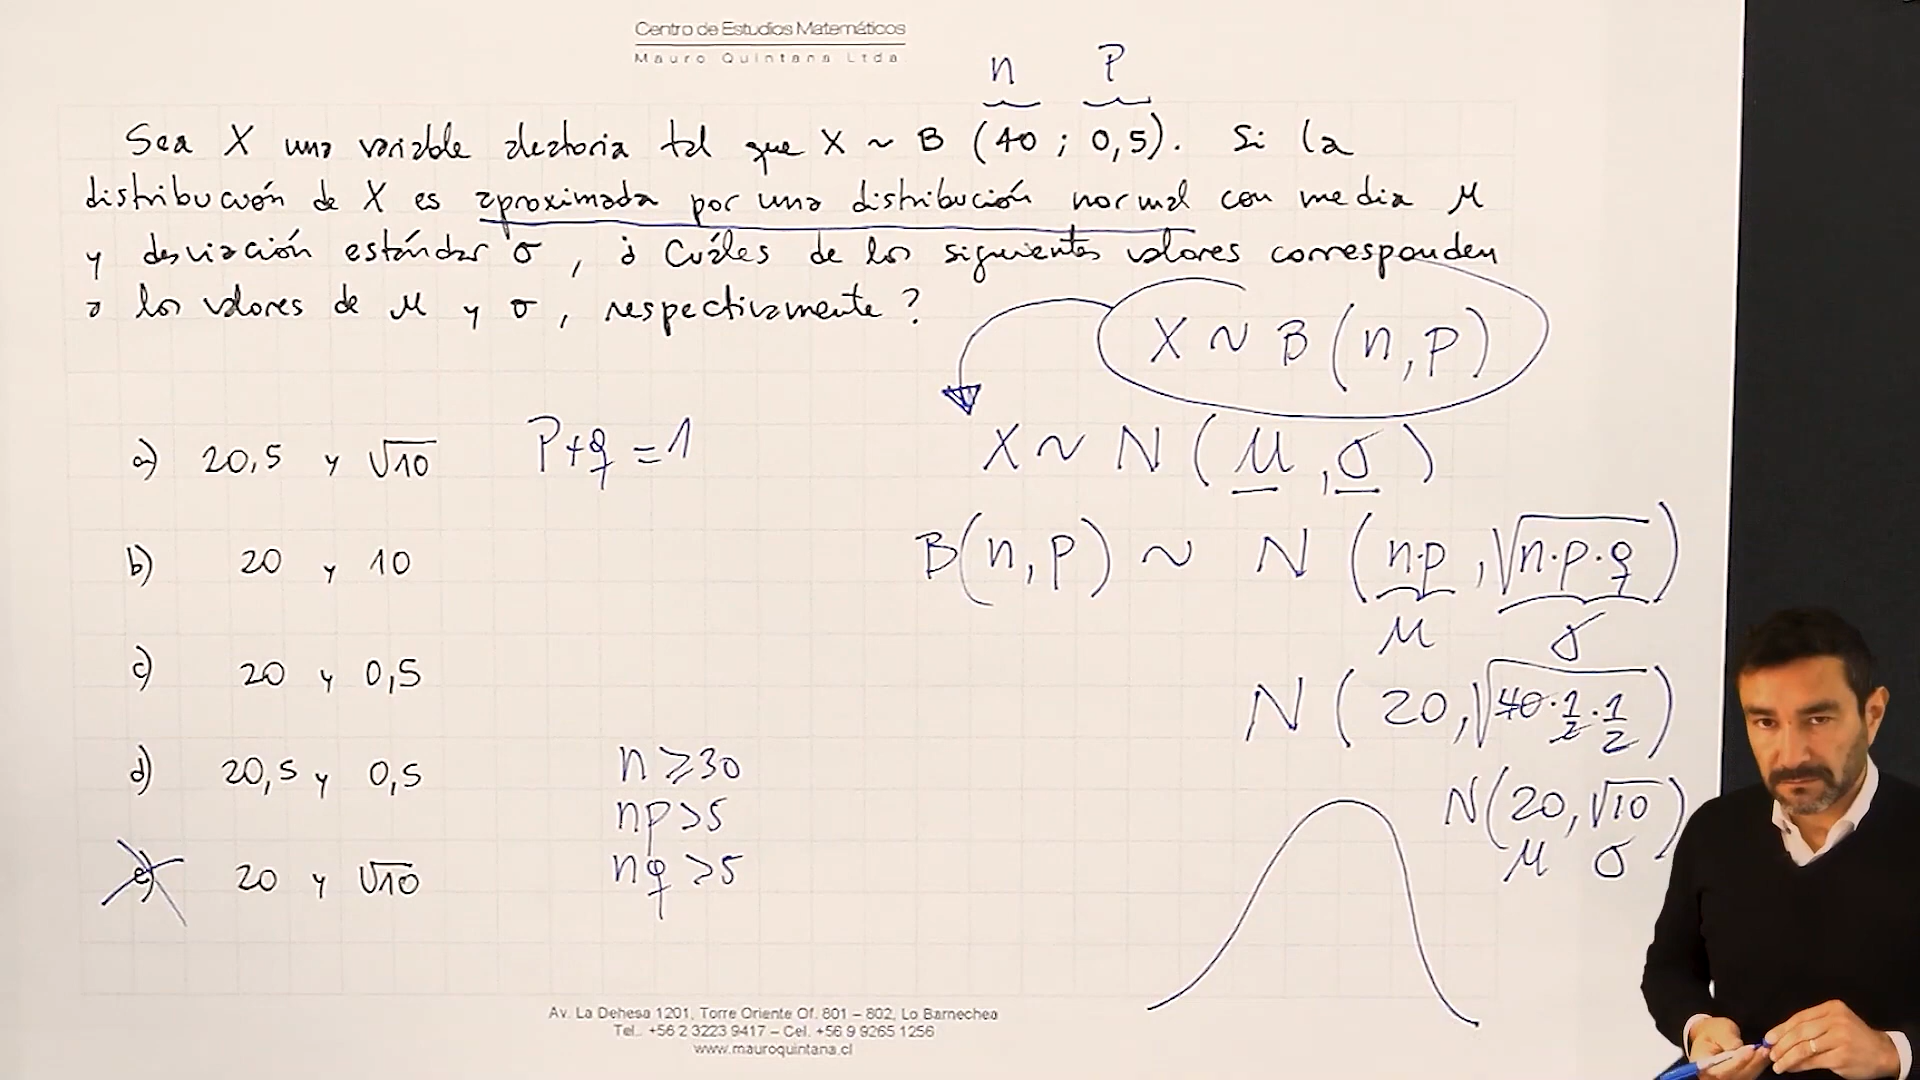 Centro de Estudios Matemáticos
Mauro Quintana Ltda
n P
Sea X una variable aleatoria tal que X ~ B (40 ; 0,5). Si la
distribución de X es aproximada por una distribución normal con media μ
y desviación estándar σ, ¿ Cuáles de los siguientes valores corresponden
a los valores de μ y σ, respectivamente ?
X ~ B (n,p)
a) 20,5 y √10
P+q = 1
X ~ N (μ,σ)
b) 20 y 10
B(n,p) ~ N (n·p, √n·p·q)
μ σ
c) 20 y 0,5
N (20, √40·1/2·1/2)
d) 20,5 y 0,5
n ≥ 30
np > 5
N(20, √10)
μ σ
e) 20 y √10
nq > 5
Av. La Dehesa 1201, Torre Oriente Of. 801 – 802, Lo Barnechea
Tel.. +56 2 3223 9417 – Cel. +56 9 9265 1256
www.mauroquintana.cl